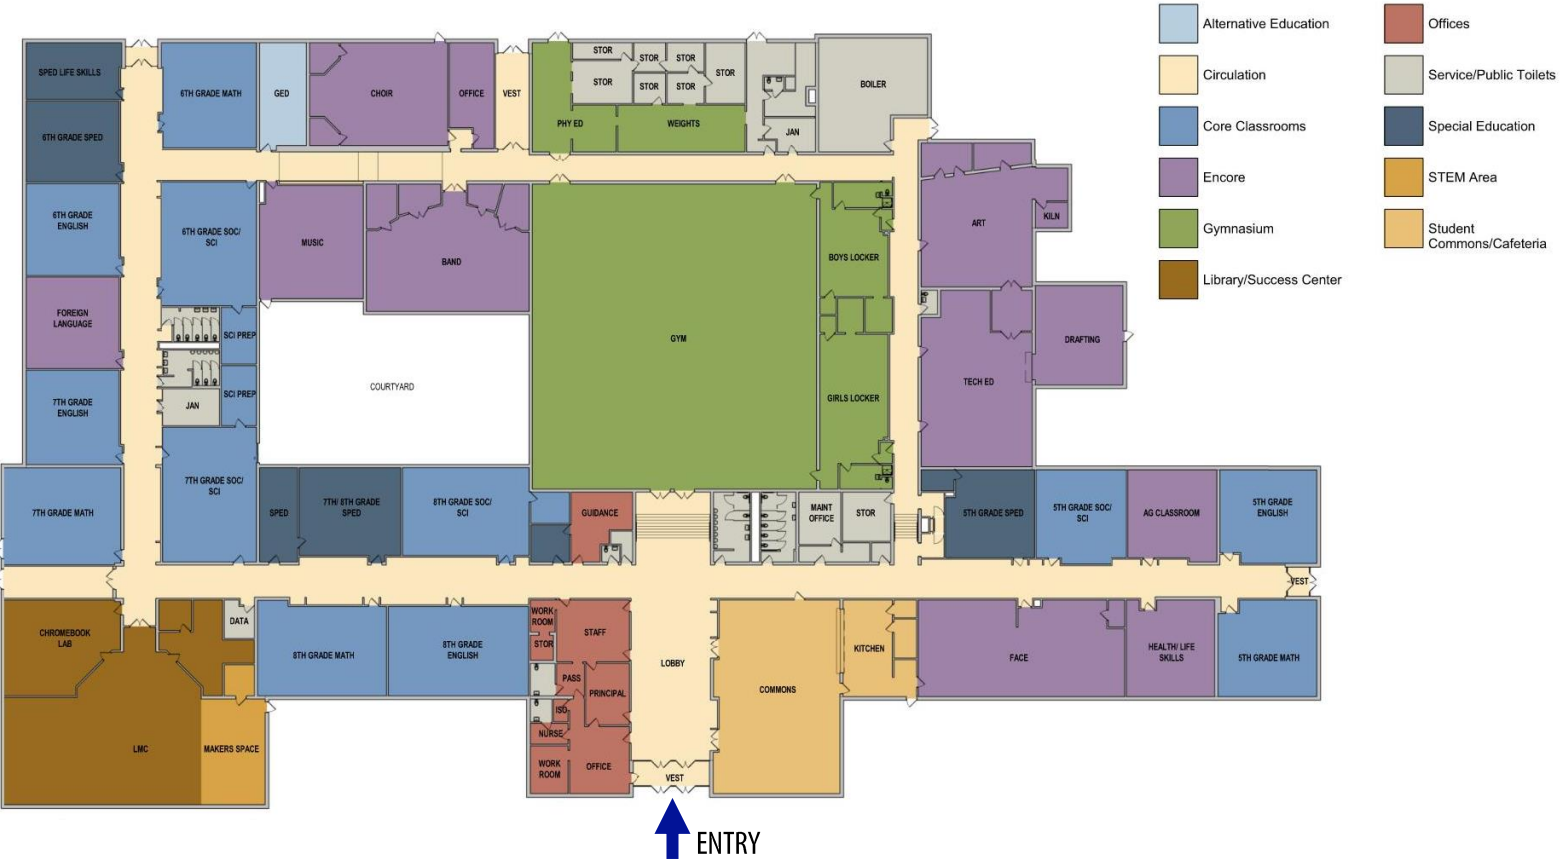 Alternative Education
Offices
Circulation
Service/Public Toilets
Core Classrooms
Special Education
Encore
STEM Area
Gymnasium
Student
Commons/Cafeteria
Library/Success Center
SPED LIFE SKILLS
6TH GRADE MATH
GED
CHOIR
OFFICE
VEST
STOR
STOR
STOR
STOR
STOR
STOR
STOR
BOILER
PHY ED
WEIGHTS
JAN
6TH GRADE SPED
6TH GRADE
ENGLISH
6TH GRADE SOC/
SCI
MUSIC
BAND
BOYS LOCKER
ART
KILN
FOREIGN
LANGUAGE
SCI PREP
GYM
DRAFTING
COURTYARD
SCI PREP
JAN
7TH GRADE
ENGLISH
GIRLS LOCKER
TECH ED
7TH GRADE MATH
7TH GRADE SOC/
SCI
SPED
7TH/ 8TH GRADE
SPED
8TH GRADE SOC/
SCI
GUIDANCE
MAINT
OFFICE
STOR
5TH GRADE SPED
5TH GRADE SOC/
SCI
AG CLASSROOM
5TH GRADE
ENGLISH
VEST
CHROMEBOOK
LAB
DATA
8TH GRADE MATH
8TH GRADE
ENGLISH
WORK
ROOM
STAFF
STOR
LOBBY
KITCHEN
FACE
HEALTH/ LIFE
SKILLS
5TH GRADE MATH
PASS
PRINCIPAL
COMMONS
ISD
NURSE
LMC
MAKERS SPACE
WORK
ROOM
OFFICE
VEST
ENTRY